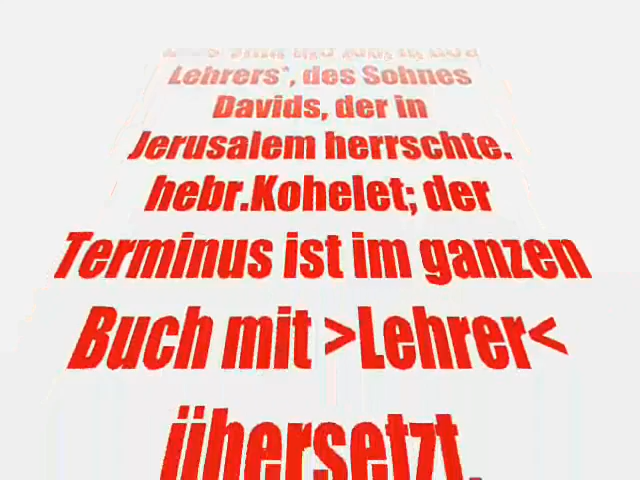 Lehrers*, des Sohnes
Davids, der in
Jerusalem herrschte.
hebr.Kohelet; der
Terminus ist im ganzen
Buch mit >Lehrer<
übersetzt.